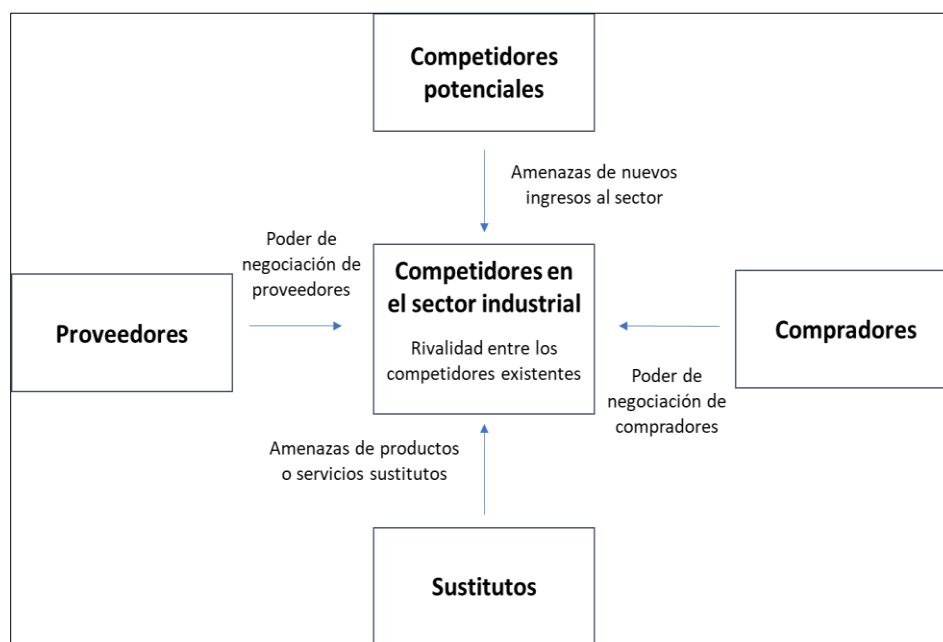 Competidores
potenciales
Amenazas de nuevos
ingresos al sector
Poder de
negociación de
proveedores
Proveedores
Competidores en
el sector industrial
Rivalidad entre los
competidores existentes
Compradores
Poder de
negociación de
compradores
Amenazas de productos
o servicios sustitutos
Sustitutos